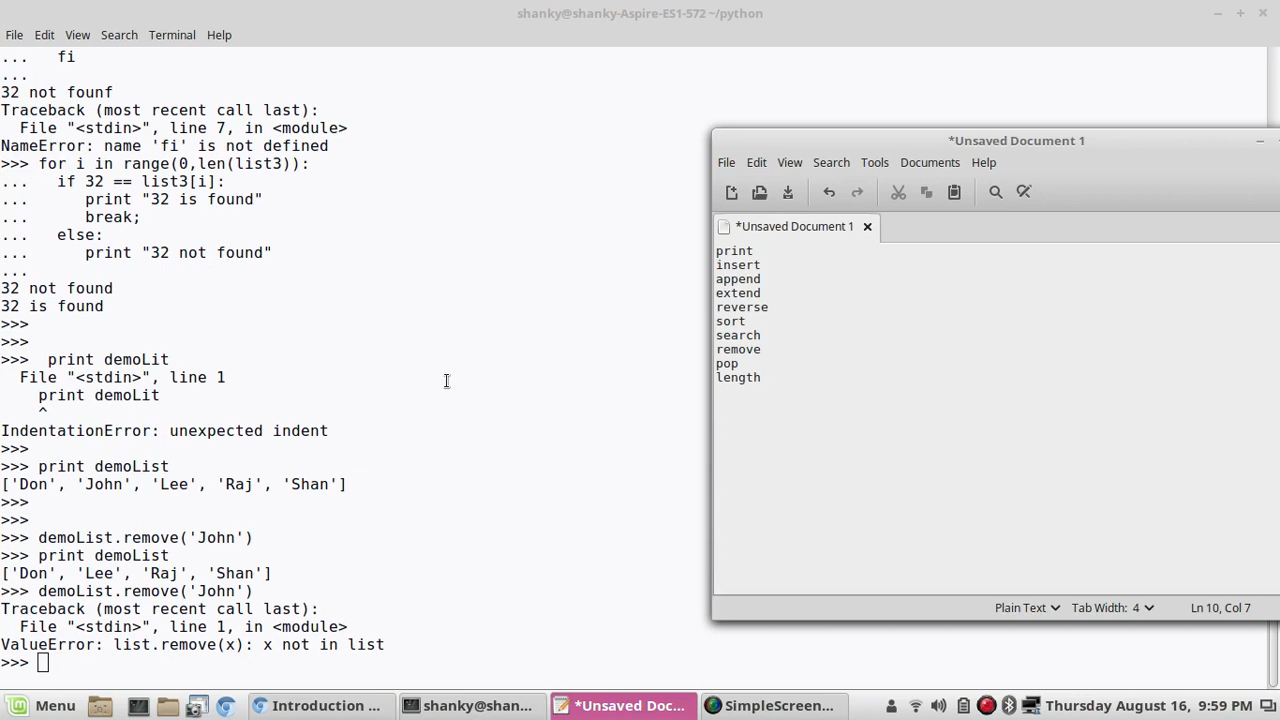 shanky@shanky-Aspire-ES1-572 ~/python
File Edit View Search Terminal Help
...   fi
...
32 not founf
Traceback (most recent call last):
  File "<stdin>", line 7, in <module>
NameError: name 'fi' is not defined
>>> for i in range(0,len(list3)):
...   if 32 == list3[i]:
...      print "32 is found"
...      break;
...   else:
...      print "32 not found"
...
32 not found
32 is found
>>>
>>>
>>>  print demoLit
  File "<stdin>", line 1
    print demoLit
    ^
IndentationError: unexpected indent
>>>
>>> print demoList
['Don', 'John', 'Lee', 'Raj', 'Shan']
>>>
>>>
>>> demoList.remove('John')
>>> print demoList
['Don', 'Lee', 'Raj', 'Shan']
>>> demoList.remove('John')
Traceback (most recent call last):
  File "<stdin>", line 1, in <module>
ValueError: list.remove(x): x not in list
>>>
*Unsaved Document 1
File Edit View Search Tools Documents Help
*Unsaved Document 1
print
insert
append
extend
reverse
sort
search
remove
pop
length
Plain Text Tab Width: 4 Ln 10, Col 7
Menu Introduction ... shanky@shan... *Unsaved Doc... SimpleScreen... Thursday August 16, 9:59 PM